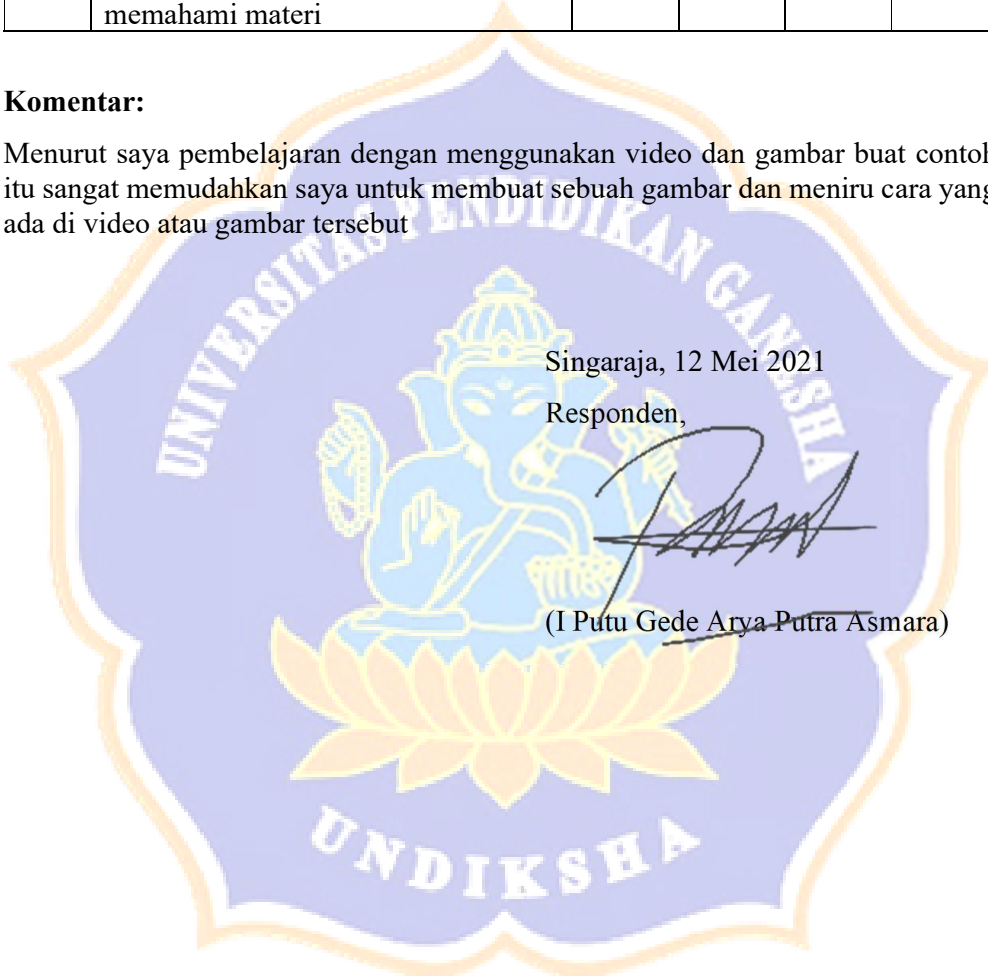 memahami materi
Komentar:
Menurut saya pembelajaran dengan menggunakan video dan gambar buat contoh
itu sangat memudahkan saya untuk membuat sebuah gambar dan meniru cara yang
ada di video atau gambar tersebut
UNIVERSITAS PENDIDIKAN GANESHA
Singaraja, 12 Mei 2021
Responden,
(I Putu Gede Arya Putra Asmara)
UNDIKSHA